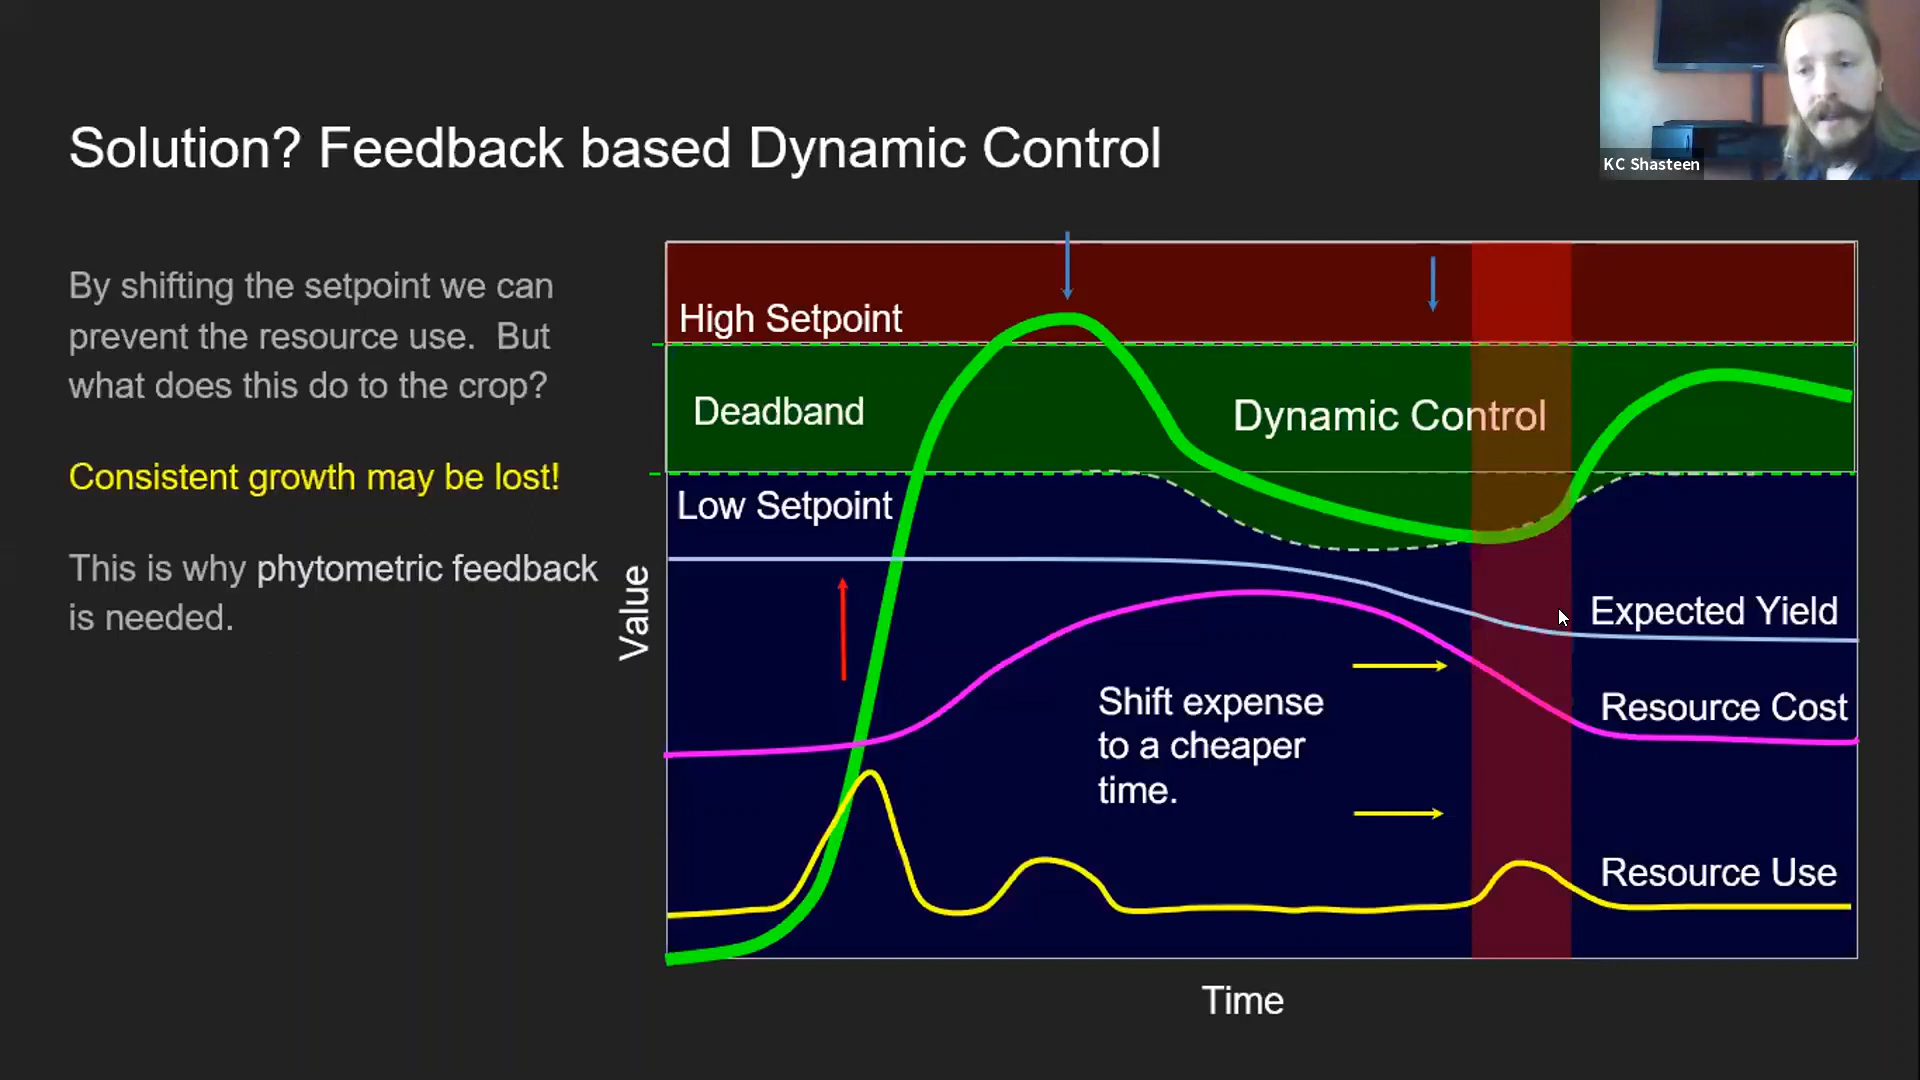 KC Shasteen
Solution? Feedback based Dynamic Control
By shifting the setpoint we can
prevent the resource use.  But
what does this do to the crop?
Consistent growth may be lost!
This is why phytometric feedback
is needed.
High Setpoint
Deadband
Dynamic Control
Low Setpoint
Value
Expected Yield
Shift expense
to a cheaper
time.
Resource Cost
Resource Use
Time